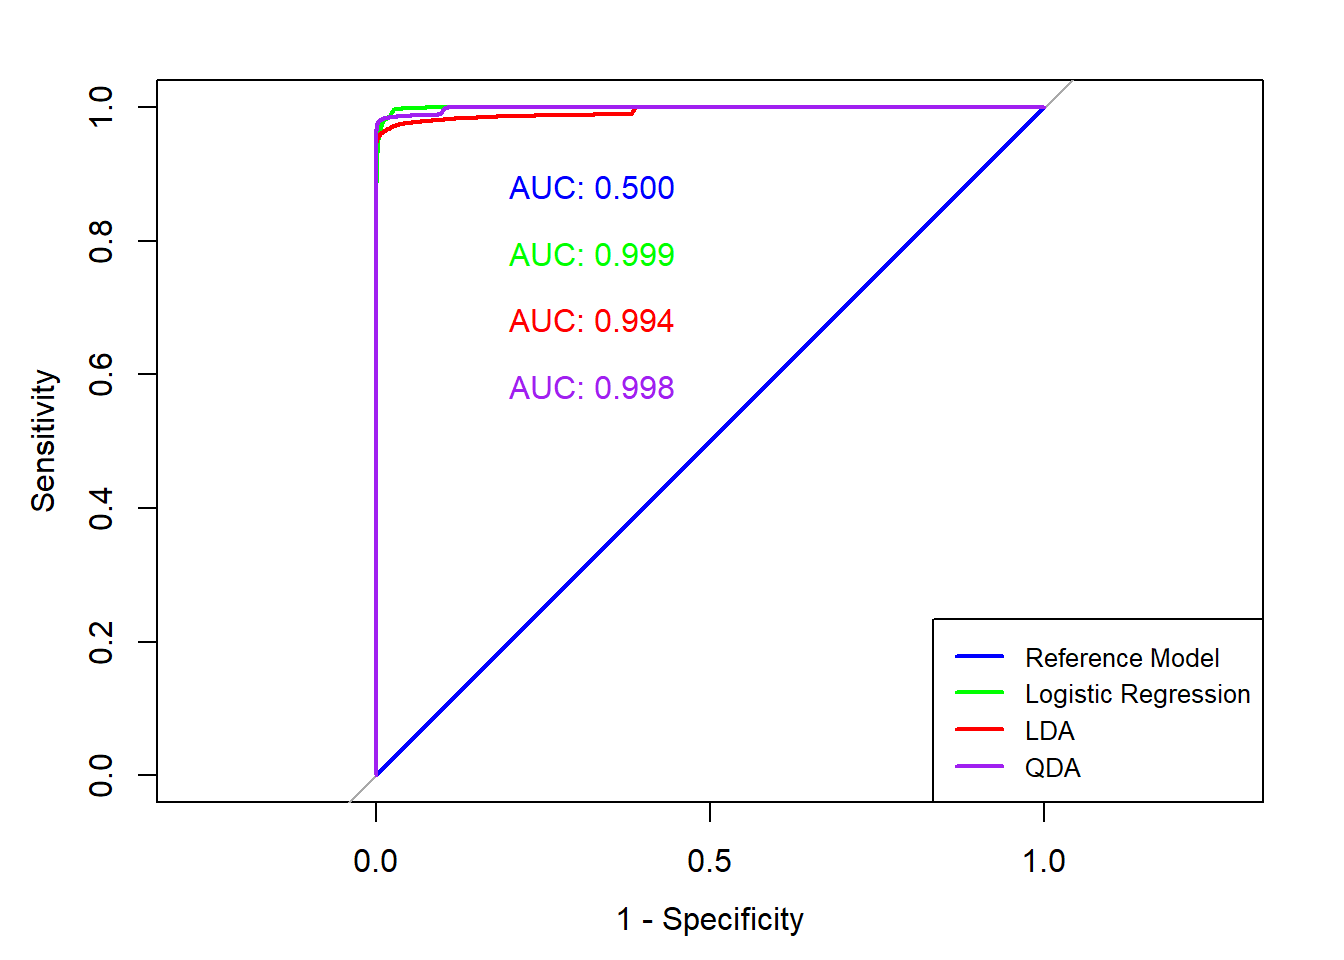 1.0
0.8
0.6
0.4
0.2
0.0
Sensitivity
AUC: 0.500
AUC: 0.999
AUC: 0.994
AUC: 0.998
Reference Model
Logistic Regression
LDA
QDA
0.0 0.5 1.0
1 - Specificity